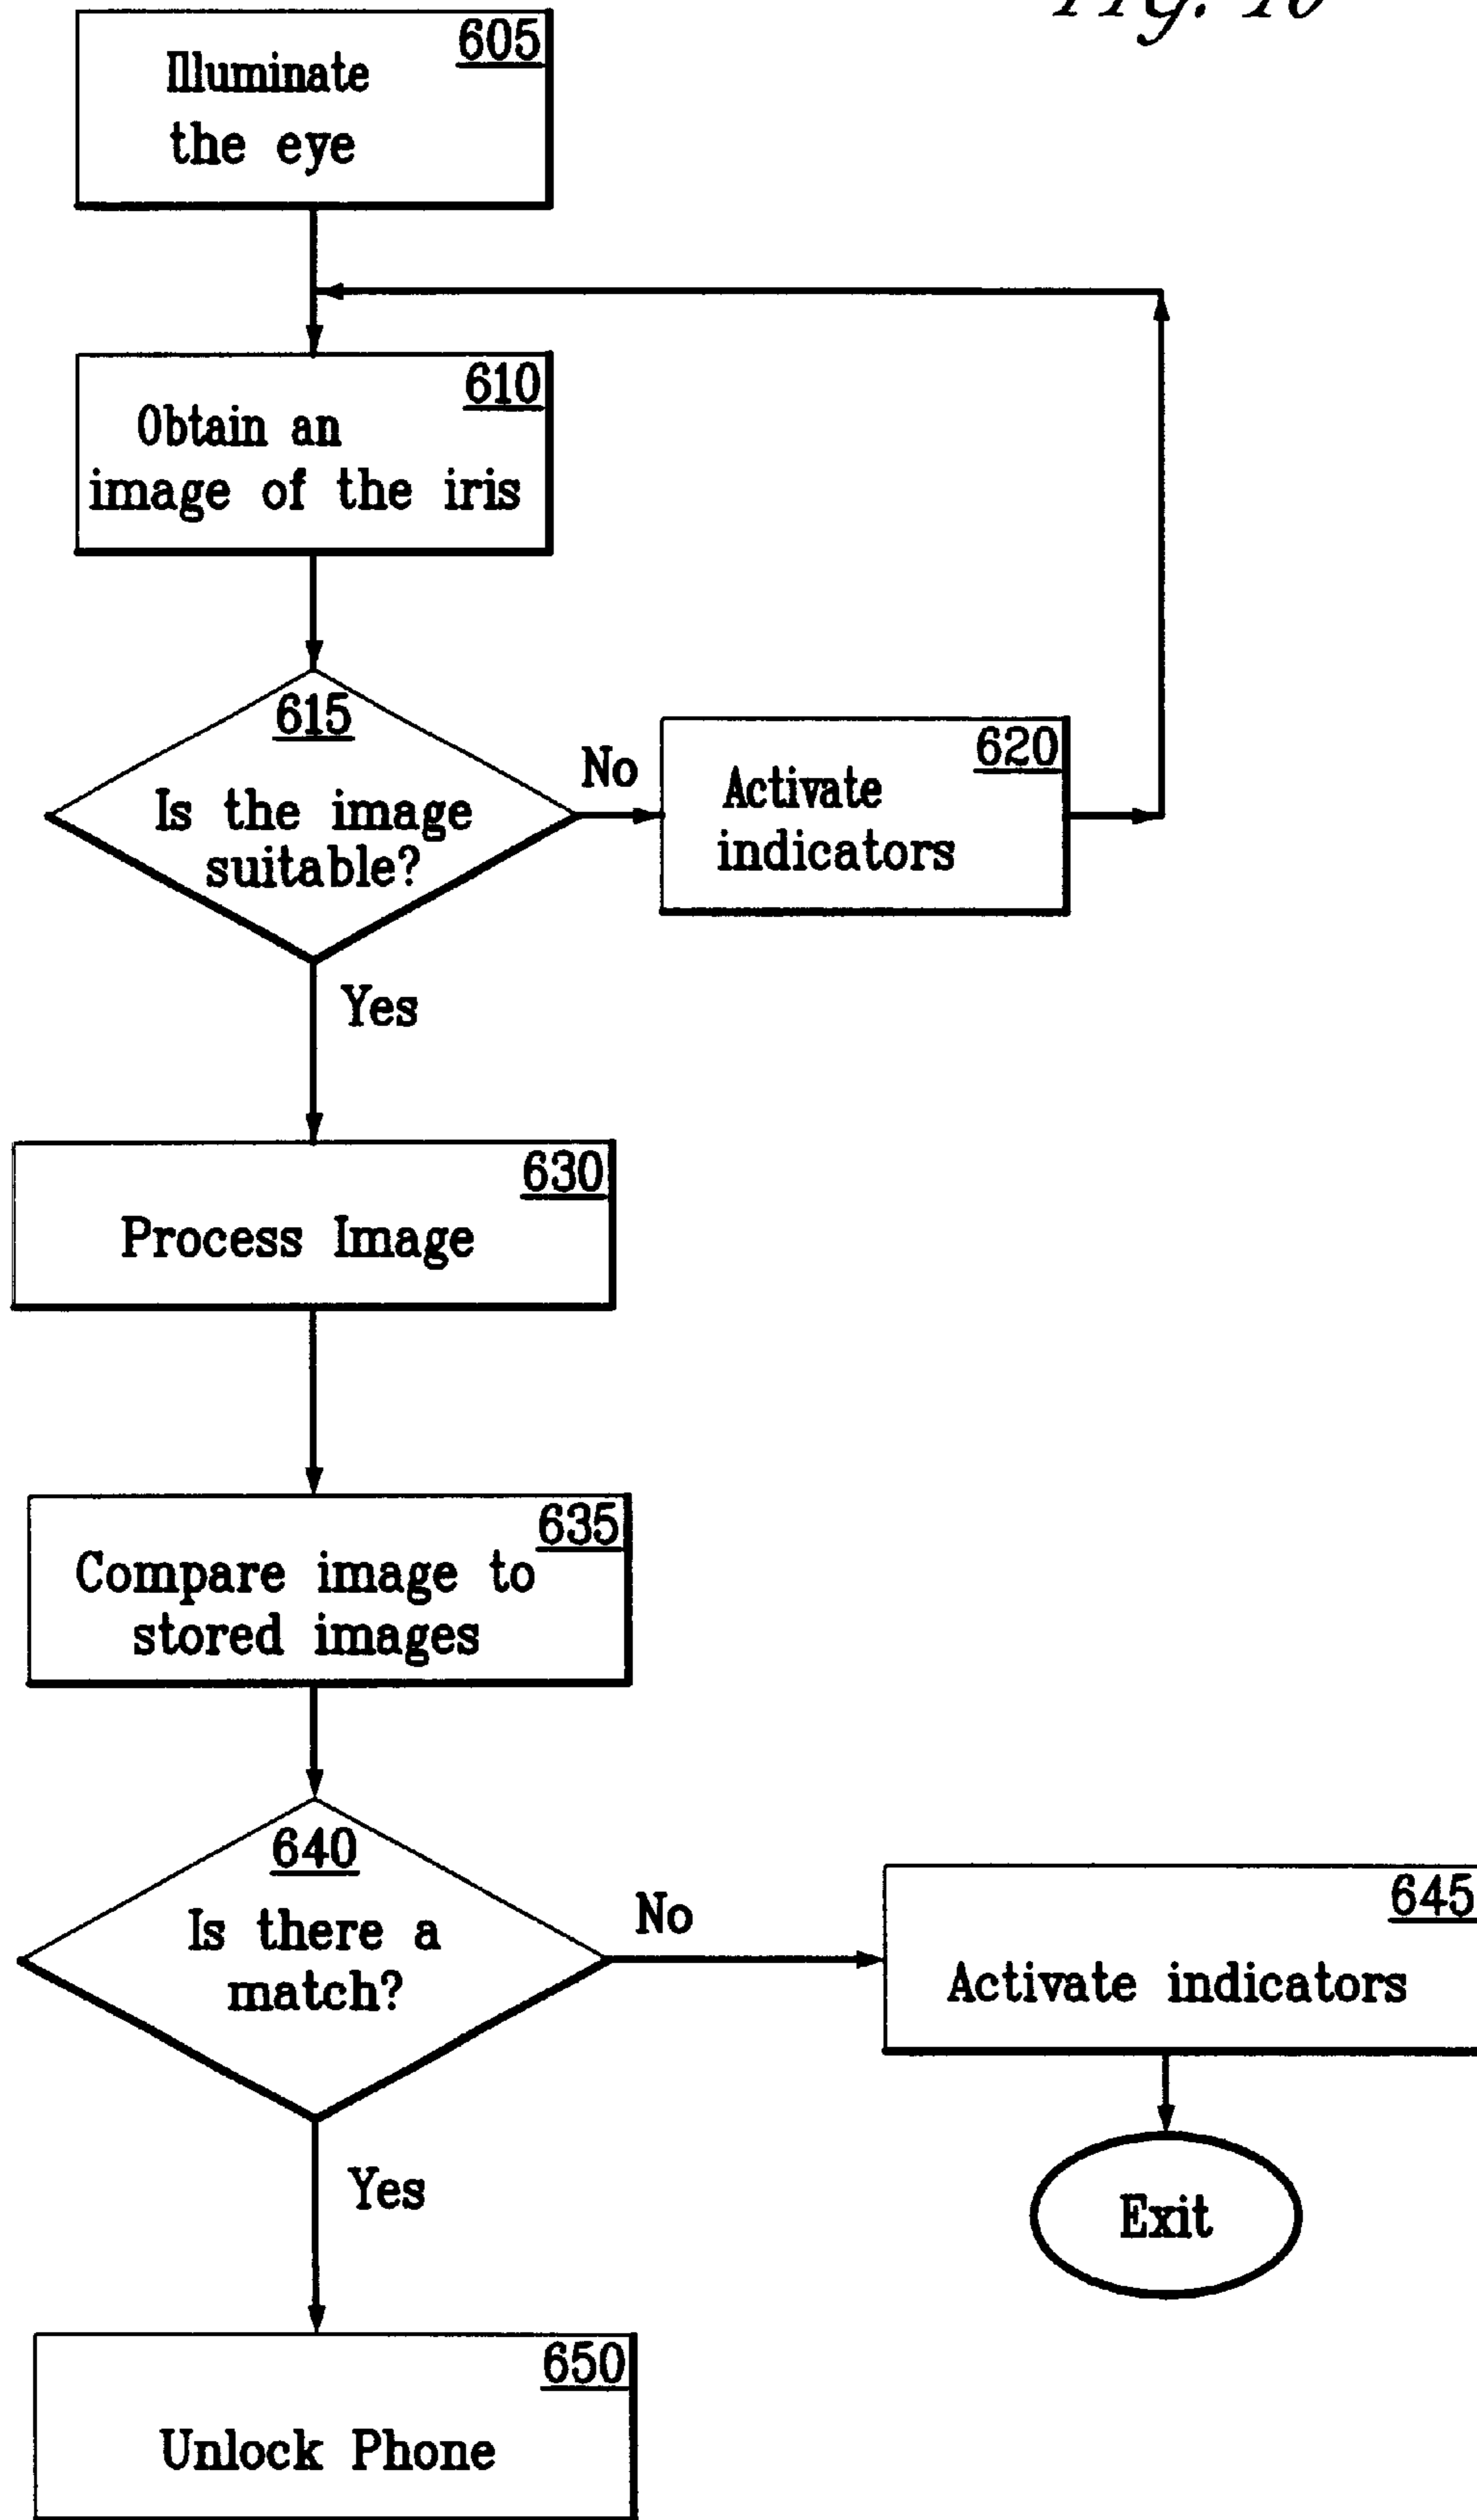 Fig. 10
605
Illuminate
the eye
610
Obtain an
image of the iris
615
Is the image
suitable?
No
620
Activate
indicators
Yes
630
Process Image
635
Compare image to
stored images
640
Is there a
match?
No
645
Activate indicators
Yes
Exit
650
Unlock Phone